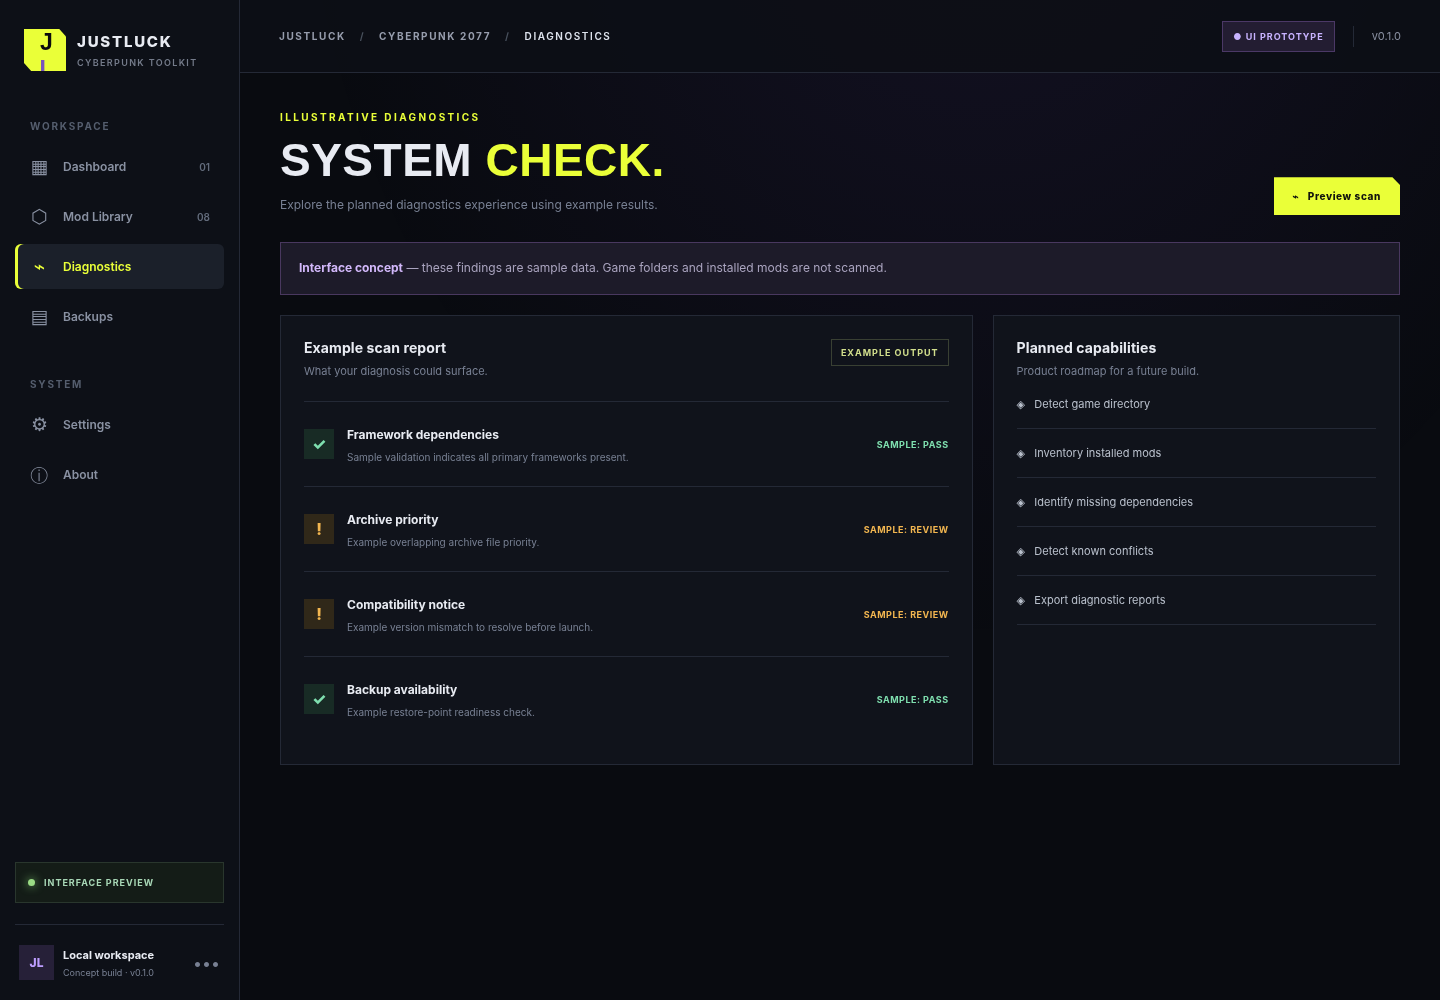 J
JUSTLUCK
CYBERPUNK TOOLKIT
WORKSPACE
Dashboard 01
Mod Library 08
Diagnostics
Backups
SYSTEM
Settings
About
INTERFACE PREVIEW
JL
Local workspace
Concept build · v0.1.0
JUSTLUCK / CYBERPUNK 2077 / DIAGNOSTICS
UI PROTOTYPE
v0.1.0
ILLUSTRATIVE DIAGNOSTICS
SYSTEM CHECK.
Explore the planned diagnostics experience using example results.
Preview scan
Interface concept — these findings are sample data. Game folders and installed mods are not scanned.
Example scan report
What your diagnosis could surface.
EXAMPLE OUTPUT
Framework dependencies
Sample validation indicates all primary frameworks present.
SAMPLE: PASS
Archive priority
Example overlapping archive file priority.
SAMPLE: REVIEW
Compatibility notice
Example version mismatch to resolve before launch.
SAMPLE: REVIEW
Backup availability
Example restore-point readiness check.
SAMPLE: PASS
Planned capabilities
Product roadmap for a future build.
Detect game directory
Inventory installed mods
Identify missing dependencies
Detect known conflicts
Export diagnostic reports